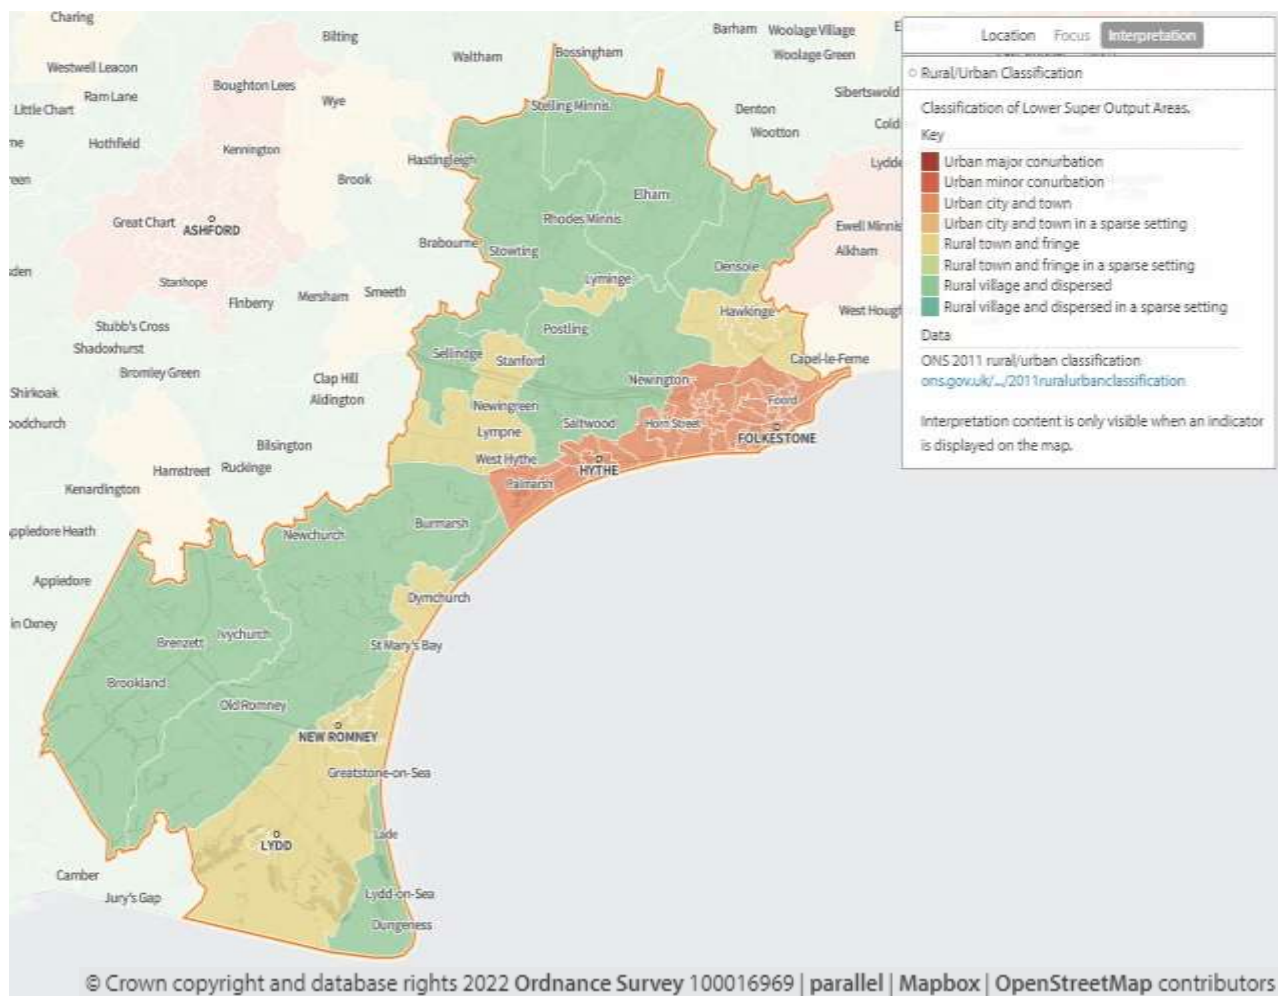 Charing
Bilting
Waltham
Bossingham
Barham
Woolage Village
Woolage Green
Westwell Leacon
Ram Lane
Little Chart
Boughton Lees
Wye
Stelling Minnis
Denton
Wootton
Sibertswold
Cold
Hothfield
Kennington
Hastingleigh
Brook
Lydde
Elham
Rhodes Minnis
Great Chart
ASHFORD
Brabourne
Stowting
Ewell Minnis
Alkham
Densole
Stanhope
Finberry
Mersham
Smeeth
Lyminge
Hawkinge
West Hough
Stubb's Cross
Shadoxhurst
Bromley Green
Postling
Sellindge
Stanford
Capel-le-Ferne
Clap Hill
Aldington
Newington
Shirkoak
oodchurch
Newingreen
Saltwood
Horn Street
Foord
FOLKESTONE
Bilsington
Lympne
West Hythe
HYTHE
Hamstreet
Ruckinge
Kenardington
Palmarsh
ppledore Heath
Newchurch
Burmarsh
Appledore
Dymchurch
in Oxney
Brenzett
Ivychurch
St Mary's Bay
Brookland
Old Romney
NEW ROMNEY
Greatstone-on-Sea
Lade
LYDD
Camber
Jury's Gap
Lydd-on-Sea
Dungeness
Location Focus Interpretation
Rural/Urban Classification
Classification of Lower Super Output Areas.
Key
Urban major conurbation
Urban minor conurbation
Urban city and town
Urban city and town in a sparse setting
Rural town and fringe
Rural town and fringe in a sparse setting
Rural village and dispersed
Rural village and dispersed in a sparse setting
Data
ONS 2011 rural/urban classification
ons.gov.uk/.../2011ruralurbanclassification
Interpretation content is only visible when an indicator
is displayed on the map.
© Crown copyright and database rights 2022 Ordnance Survey 100016969 | parallel | Mapbox | OpenStreetMap contributors